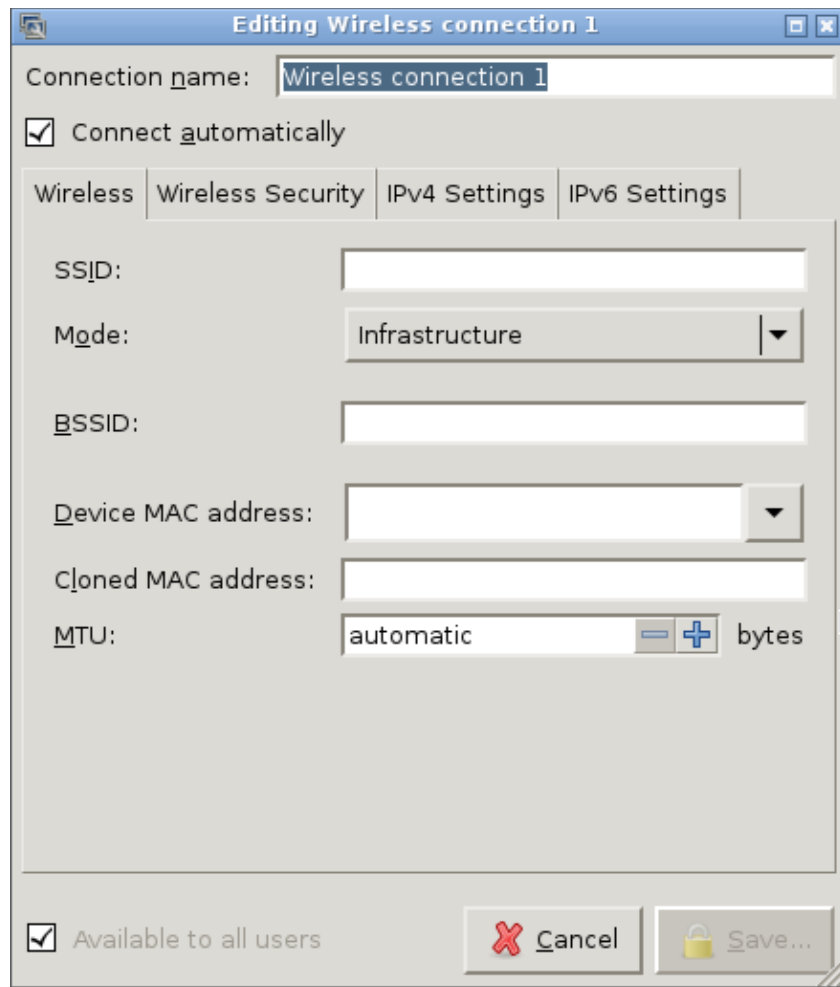 Editing Wireless connection 1
Connection name: Wireless connection 1
Connect automatically
Wireless Wireless Security IPv4 Settings IPv6 Settings
SSID:
Mode: Infrastructure
BSSID:
Device MAC address:
Cloned MAC address:
MTU: automatic bytes
Available to all users Cancel Save...